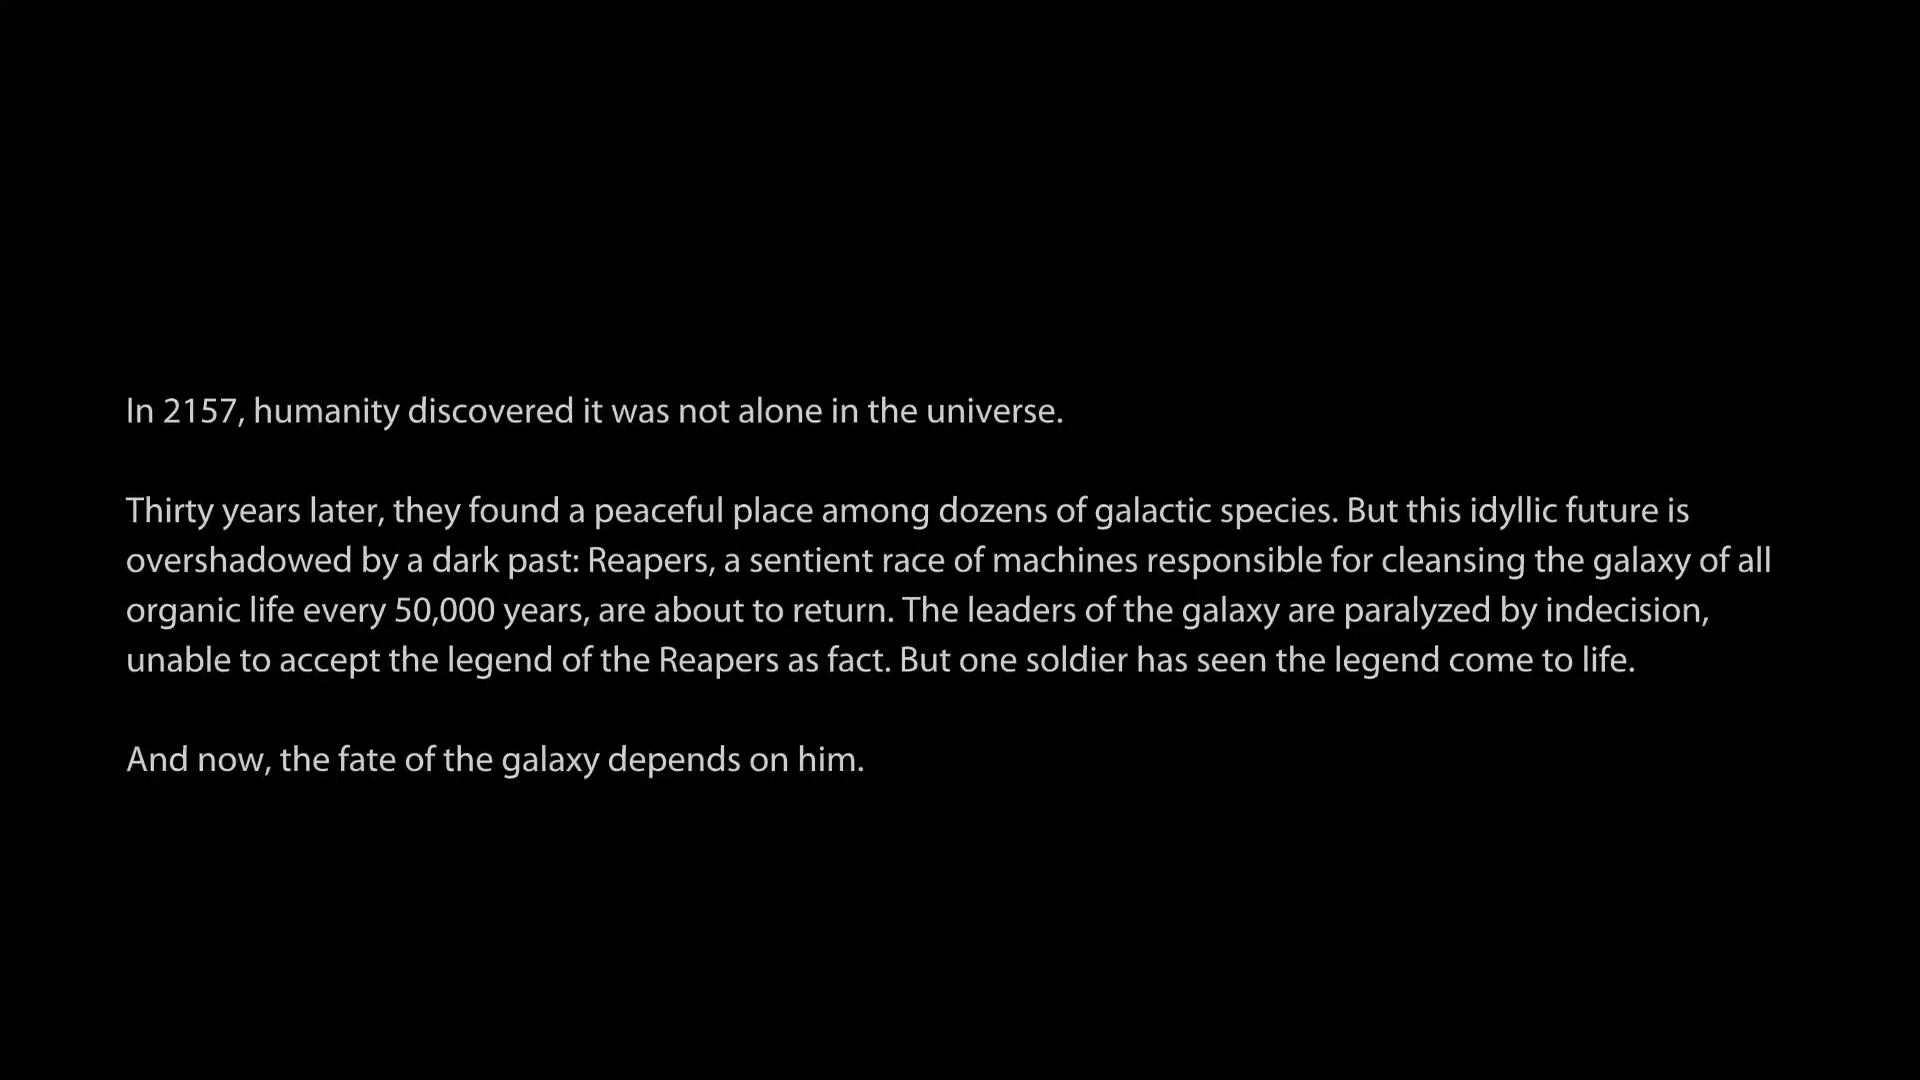 In 2157, humanity discovered it was not alone in the universe.
Thirty years later, they found a peaceful place among dozens of galactic species. But this idyllic future is
overshadowed by a dark past: Reapers, a sentient race of machines responsible for cleansing the galaxy of all
organic life every 50,000 years, are about to return. The leaders of the galaxy are paralyzed by indecision,
unable to accept the legend of the Reapers as fact. But one soldier has seen the legend come to life.
And now, the fate of the galaxy depends on him.